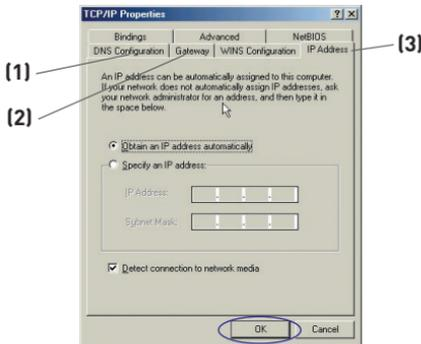 TCP/IP Properties
? X
Bindings Advanced NetBIOS
DNS Configuration Gateway WINS Configuration IP Address
(1)
(2)
(3)
An IP address can be automatically assigned to this computer.
If your network does not automatically assign IP addresses, ask
your network administrator for an address, and then type it in
the space below.
Obtain an IP address automatically
Specify an IP address:
IP Address:
Subnet Mask:
Detect connection to network media
OK Cancel